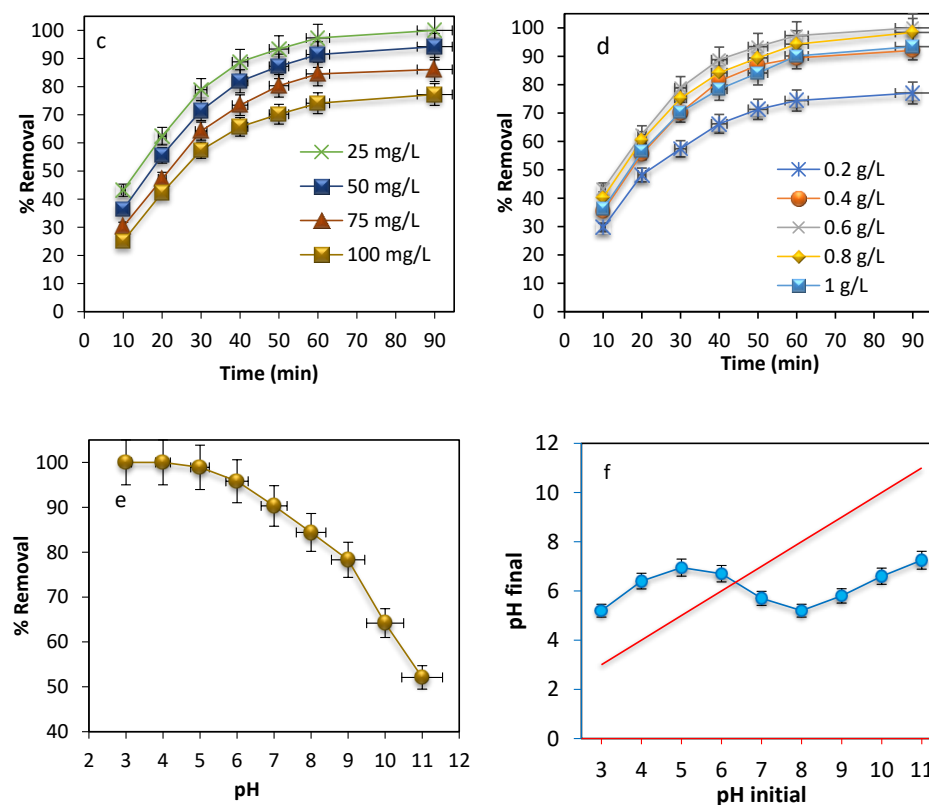 c
% Removal
100
90
80
70
60
50
40
30
20
10
0
25 mg/L
50 mg/L
75 mg/L
100 mg/L
0 10 20 30 40 50 60 70 80 90
Time (min)
d
% Removal
100
90
80
70
60
50
40
30
20
10
0
0.2 g/L
0.4 g/L
0.6 g/L
0.8 g/L
1 g/L
0 10 20 30 40 50 60 70 80 90
Time (min)
e
% Removal
100
90
80
70
60
50
40
2 3 4 5 6 7 8 9 10 11 12
pH
f
pH final
12
10
8
6
4
2
0
3 4 5 6 7 8 9 10 11
pH initial